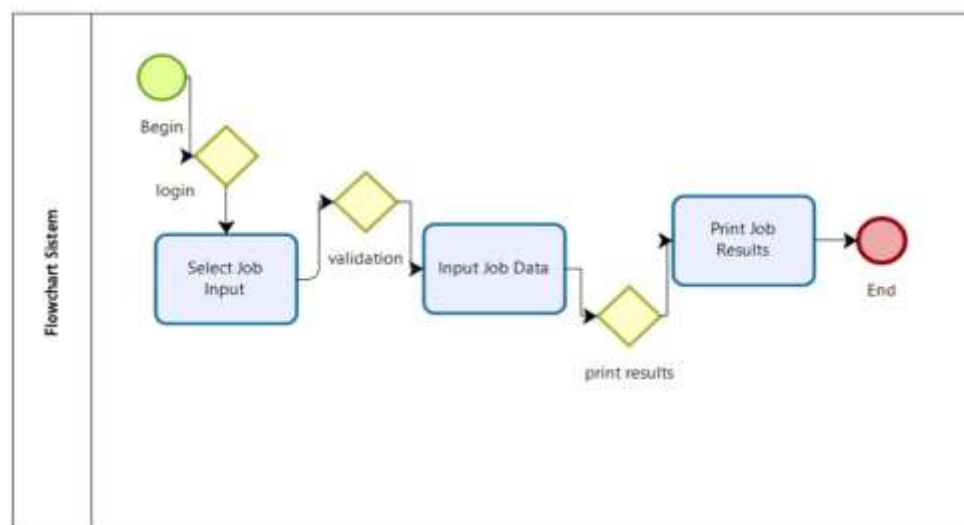 Flowchart Sistem
Begin
login
Select Job
Input
validation
Input Job Data
print results
Print Job
Results
End